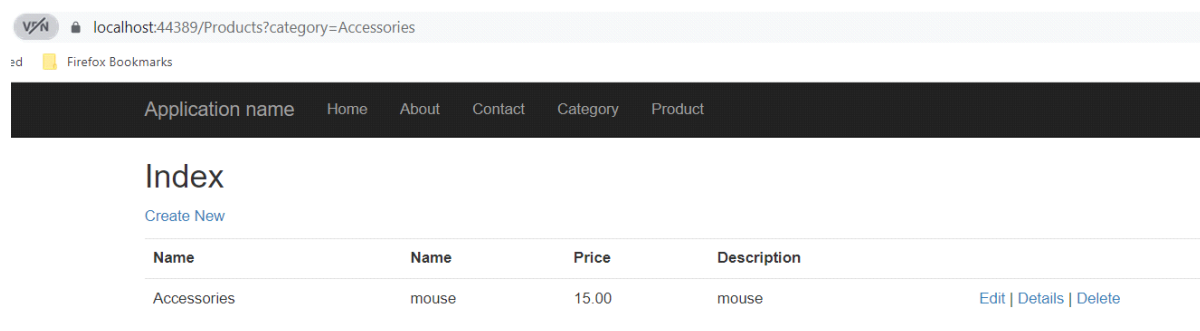 VPN localhost:44389/Products?category=Accessories
ed Firefox Bookmarks
Application name Home About Contact Category Product
Index
Create New
Name Name Price Description
Accessories mouse 15.00 mouse Edit | Details | Delete